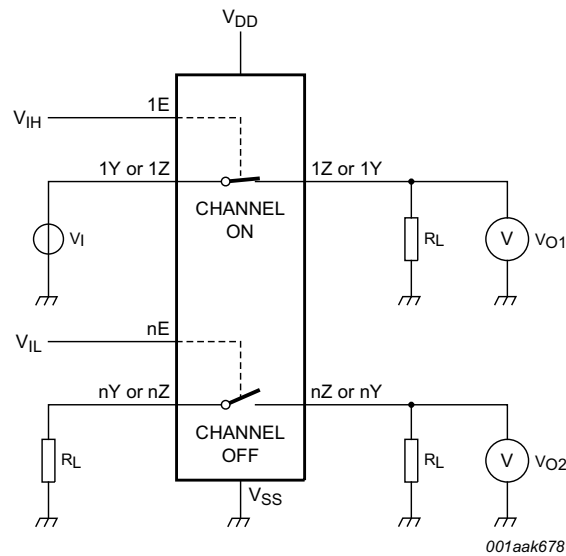 VDD
1E
VIH
1Y or 1Z
1Z or 1Y
CHANNEL
ON
VI
RL
V
VO1
nE
VIL
nY or nZ
nZ or nY
CHANNEL
OFF
RL
RL
V
VO2
VSS
001aak678